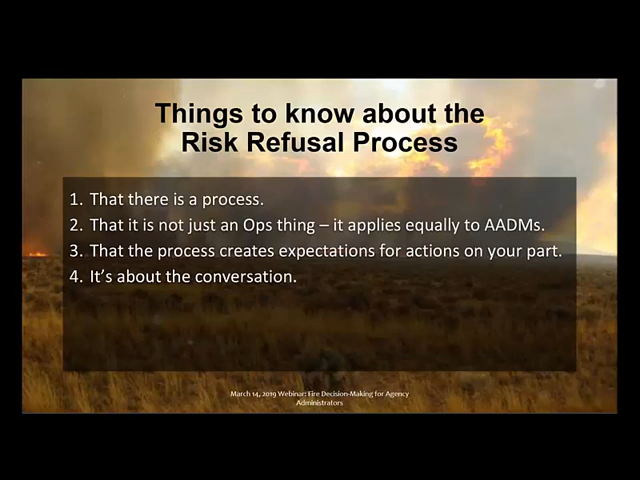 Things to know about the
Risk Refusal Process
1. That there is a process.
2. That it is not just an Ops thing – it applies equally to AADMs.
3. That the process creates expectations for actions on your part.
4. It's about the conversation.
March 14, 2019 Webinar: Fire Decision-Making for Agency
Administrators